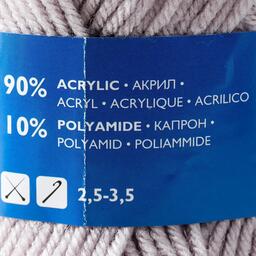 90% ACRYLIC • АКРИЛ •
ACRYL • ACRYLIQUE • ACRILICO
10% POLYAMIDE • КАПРОН •
POLYAMID • POLIAMMIDE
2,5-3,5